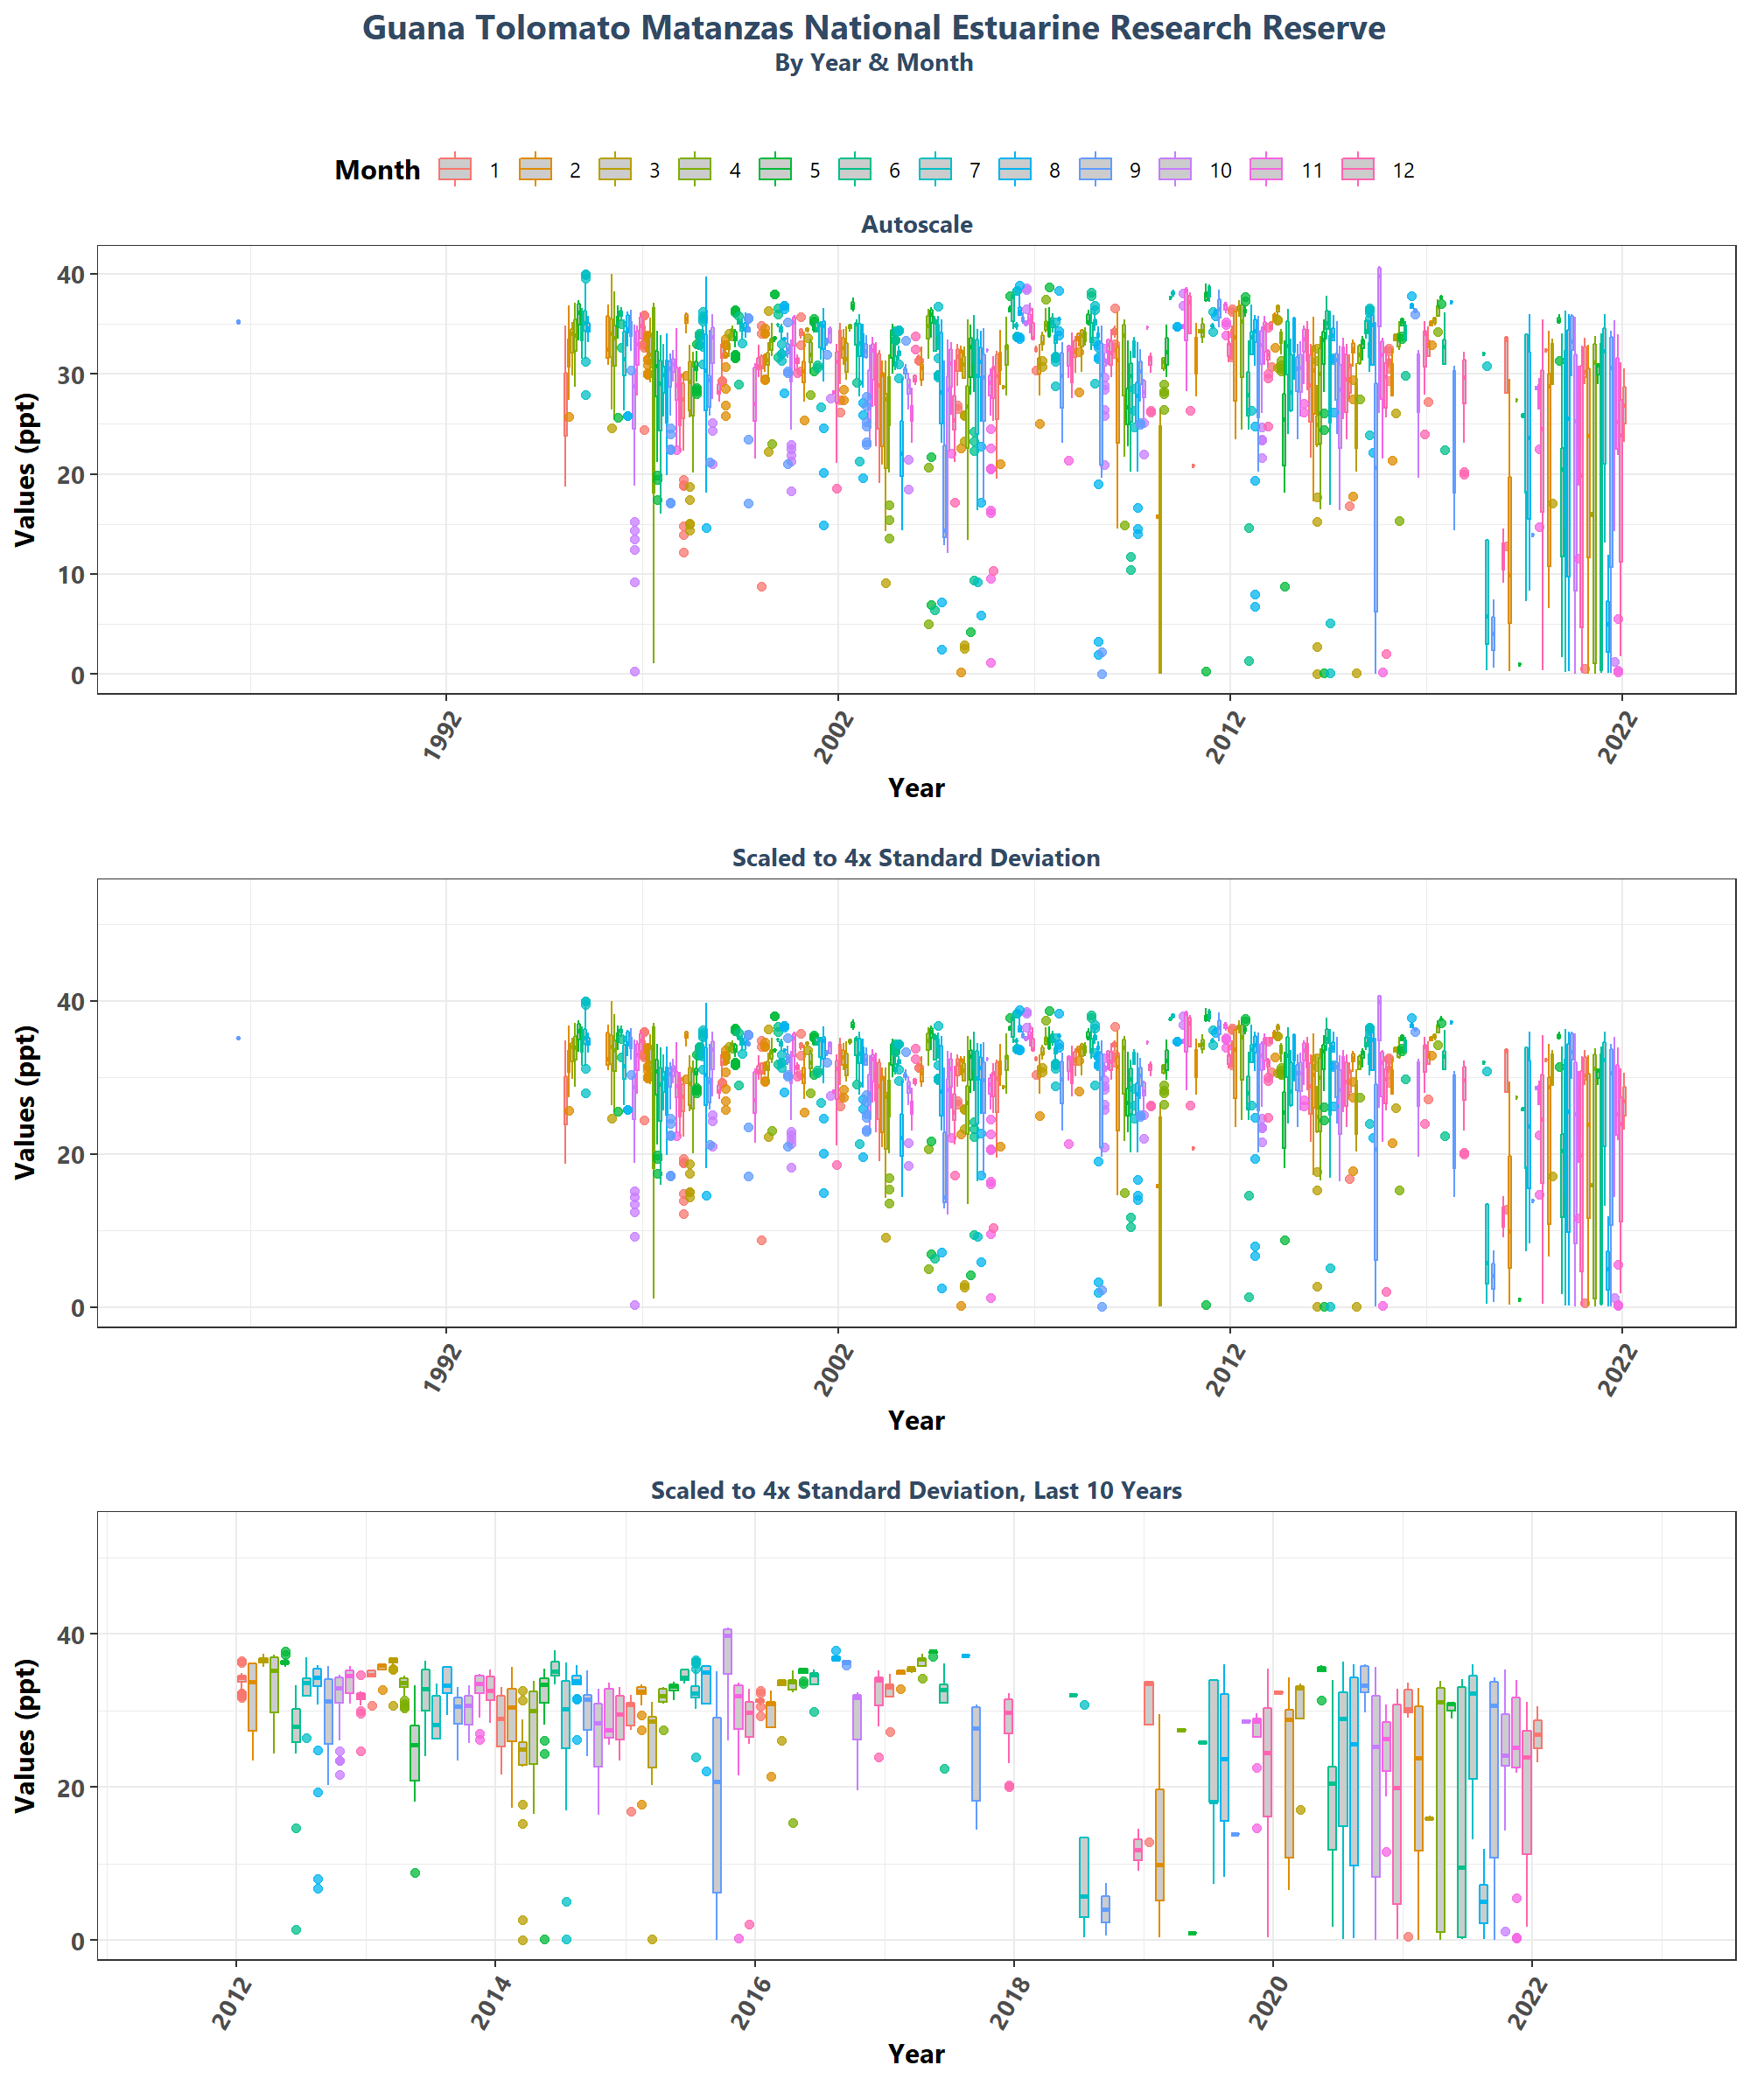 Guana Tolomato Matanzas National Estuarine Research Reserve
By Year & Month
Month 1 2 3 4 5 6 7 8 9 10 11 12
Autoscale
Values (ppt)
40
30
20
10
0
1992 2002 2012 2022
Year
Scaled to 4x Standard Deviation
Values (ppt)
40
20
0
1992 2002 2012 2022
Year
Scaled to 4x Standard Deviation, Last 10 Years
Values (ppt)
40
20
0
2012 2014 2016 2018 2020 2022
Year